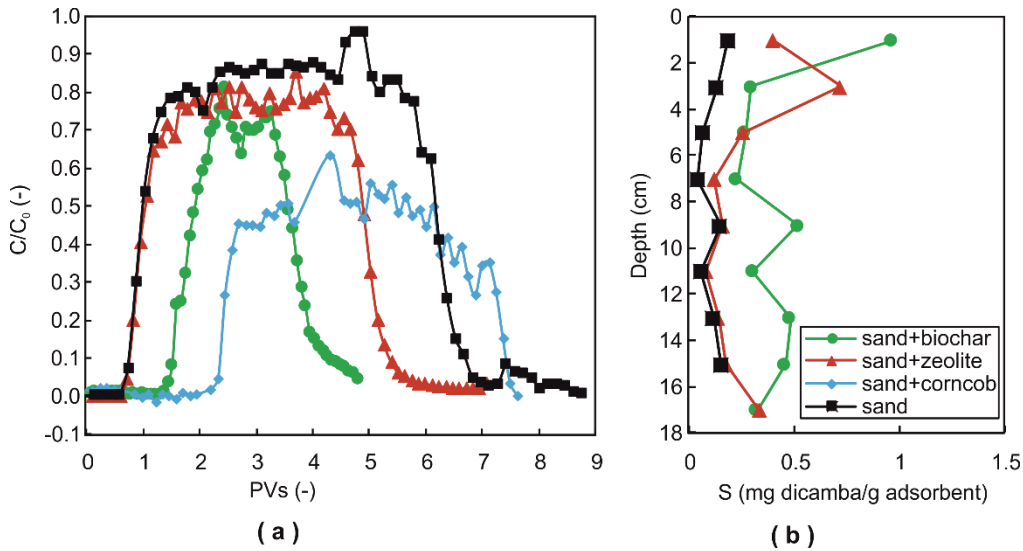 1.0
0.9
0.8
0.7
0.6
0.5
0.4
0.3
0.2
0.1
0.0
-0.1
C/C₀ (-)
0 1 2 3 4 5 6 7 8 9
PVs (-)
( a )
0
2
4
6
8
10
12
14
16
18
Depth (cm)
sand+biochar
sand+zeolite
sand+corncob
sand
0 0.5 1 1.5
S (mg dicamba/g adsorbent)
( b )